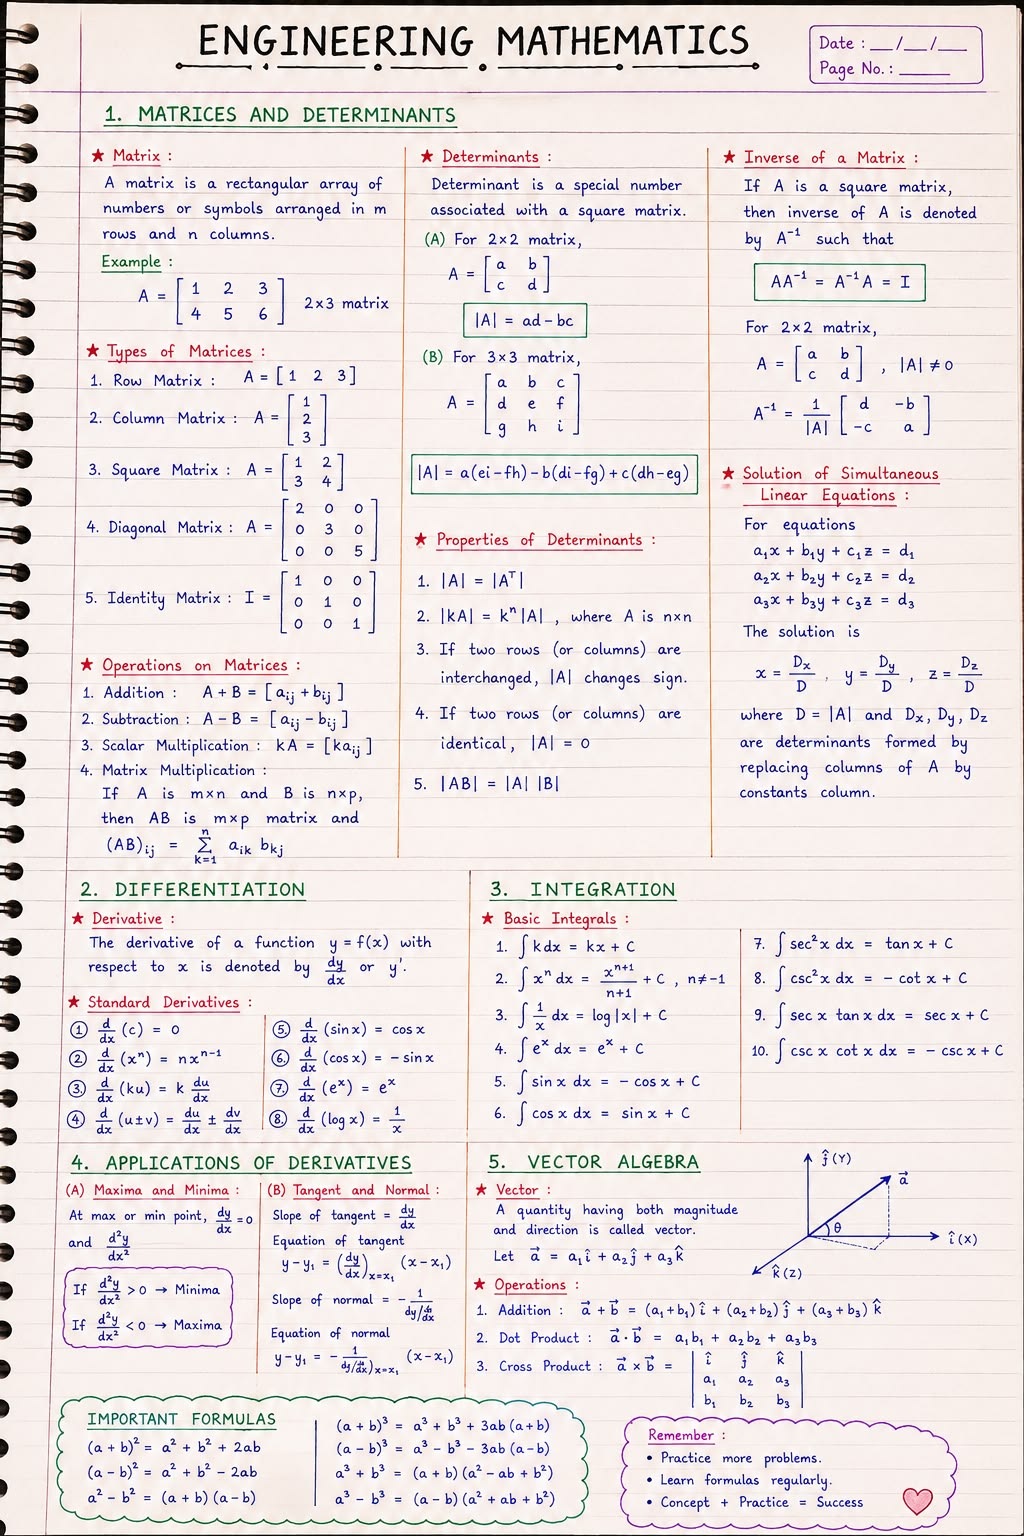 ENGINEERING MATHEMATICS
Date : __/__/___
Page No. : _____
1. MATRICES AND DETERMINANTS
★ Matrix :
A matrix is a rectangular array of
numbers or symbols arranged in m
rows and n columns.
Example :
A = [ 1 2 3
4 5 6 ] 2×3 matrix
★ Types of Matrices :
1. Row Matrix : A = [ 1 2 3 ]
2. Column Matrix : A = [ 1
2
3 ]
3. Square Matrix : A = [ 1 2
3 4 ]
4. Diagonal Matrix : A = [ 2 0 0
0 3 0
0 0 5 ]
5. Identity Matrix : I = [ 1 0 0
0 1 0
0 0 1 ]
★ Operations on Matrices :
1. Addition : A + B = [ aᵢⱼ + bᵢⱼ ]
2. Subtraction : A − B = [ aᵢⱼ − bᵢⱼ ]
3. Scalar Multiplication : kA = [ kaᵢⱼ ]
4. Matrix Multiplication :
If A is m×n and B is n×p,
then AB is m×p matrix and
(AB)ᵢⱼ = Σₖ₌₁ⁿ aᵢₖ bₖⱼ
★ Determinants :
Determinant is a special number
associated with a square matrix.
(A) For 2×2 matrix,
A = [ a b
c d ]
|A| = ad − bc
(B) For 3×3 matrix,
A = [ a b c
d e f
g h i ]
|A| = a(ei−fh) − b(di−fg) + c(dh−eg)
★ Properties of Determinants :
1. |A| = |Aᵀ|
2. |kA| = kⁿ|A| , where A is n×n
3. If two rows (or columns) are
interchanged, |A| changes sign.
4. If two rows (or columns) are
identical, |A| = 0
5. |AB| = |A| |B|
★ Inverse of a Matrix :
If A is a square matrix,
then inverse of A is denoted
by A⁻¹ such that
AA⁻¹ = A⁻¹A = I
For 2×2 matrix,
A = [ a b
c d ] , |A| ≠ 0
A⁻¹ = 1/|A| [ d −b
−c a ]
★ Solution of Simultaneous
Linear Equations :
For equations
a₁x + b₁y + c₁z = d₁
a₂x + b₂y + c₂z = d₂
a₃x + b₃y + c₃z = d₃
The solution is
x = Dx/D , y = Dy/D , z = Dz/D
where D = |A| and Dx, Dy, Dz
are determinants formed by
replacing columns of A by
constants column.
2. DIFFERENTIATION
★ Derivative :
The derivative of a function y = f(x) with
respect to x is denoted by dy/dx or y'.
★ Standard Derivatives :
① d/dx (c) = 0
② d/dx (xⁿ) = nxⁿ⁻¹
③ d/dx (ku) = k du/dx
④ d/dx (u±v) = du/dx ± dv/dx
⑤ d/dx (sin x) = cos x
⑥ d/dx (cos x) = − sin x
⑦ d/dx (eˣ) = eˣ
⑧ d/dx (log x) = 1/x
3. INTEGRATION
★ Basic Integrals :
1. ∫ k dx = kx + C
2. ∫ xⁿ dx = xⁿ⁺¹/n+1 + C , n≠−1
3. ∫ 1/x dx = log |x| + C
4. ∫ eˣ dx = eˣ + C
5. ∫ sin x dx = − cos x + C
6. ∫ cos x dx = sin x + C
7. ∫ sec² x dx = tan x + C
8. ∫ csc² x dx = − cot x + C
9. ∫ sec x tan x dx = sec x + C
10. ∫ csc x cot x dx = − csc x + C
4. APPLICATIONS OF DERIVATIVES
(A) Maxima and Minima :
At max or min point, dy/dx = 0
and d²y/dx²
If d²y/dx² > 0 → Minima
If d²y/dx² < 0 → Maxima
(B) Tangent and Normal :
Slope of tangent = dy/dx
Equation of tangent
y − y₁ = (dy/dx)ₓ₌ₓ₁ (x − x₁)
Slope of normal = − 1/dy/dx
Equation of normal
y − y₁ = − 1/(dy/dx)ₓ₌ₓ₁ (x − x₁)
5. VECTOR ALGEBRA
★ Vector :
A quantity having both magnitude
and direction is called vector.
Let a⃗ = a₁î + a₂ĵ + a₃k̂
ĵ (Y)
a⃗
θ
î (X)
k̂ (Z)
★ Operations :
1. Addition : a⃗ + b⃗ = (a₁+b₁) î + (a₂+b₂) ĵ + (a₃+b₃) k̂
2. Dot Product : a⃗ · b⃗ = a₁b₁ + a₂b₂ + a₃b₃
3. Cross Product : a⃗ × b⃗ = | î ĵ k̂
a₁ a₂ a₃
b₁ b₂ b₃ |
IMPORTANT FORMULAS
(a + b)² = a² + b² + 2ab
(a − b)² = a² + b² − 2ab
a² − b² = (a + b) (a − b)
(a + b)³ = a³ + b³ + 3ab (a+b)
(a − b)³ = a³ − b³ − 3ab (a−b)
a³ + b³ = (a + b) (a² − ab + b²)
a³ − b³ = (a − b) (a² + ab + b²)
Remember :
• Practice more problems.
• Learn formulas regularly.
• Concept + Practice = Success